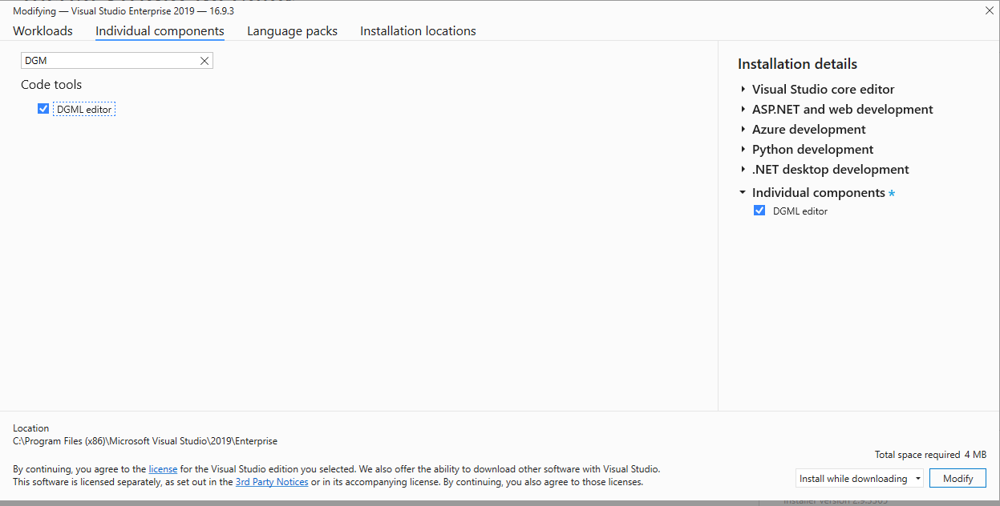 Modifying — Visual Studio Enterprise 2019 — 16.9.3
Workloads Individual components Language packs Installation locations
DGM
Code tools
DGML editor
Installation details
Visual Studio core editor
ASP.NET and web development
Azure development
Python development
.NET desktop development
Individual components *
DGML editor
Location
C:\Program Files (x86)\Microsoft Visual Studio\2019\Enterprise
Total space required 4 MB
By continuing, you agree to the license for the Visual Studio edition you selected. We also offer the ability to download other software with Visual Studio.
This software is licensed separately, as set out in the 3rd Party Notices or in its accompanying license. By continuing, you also agree to those licenses.
Install while downloading
Modify